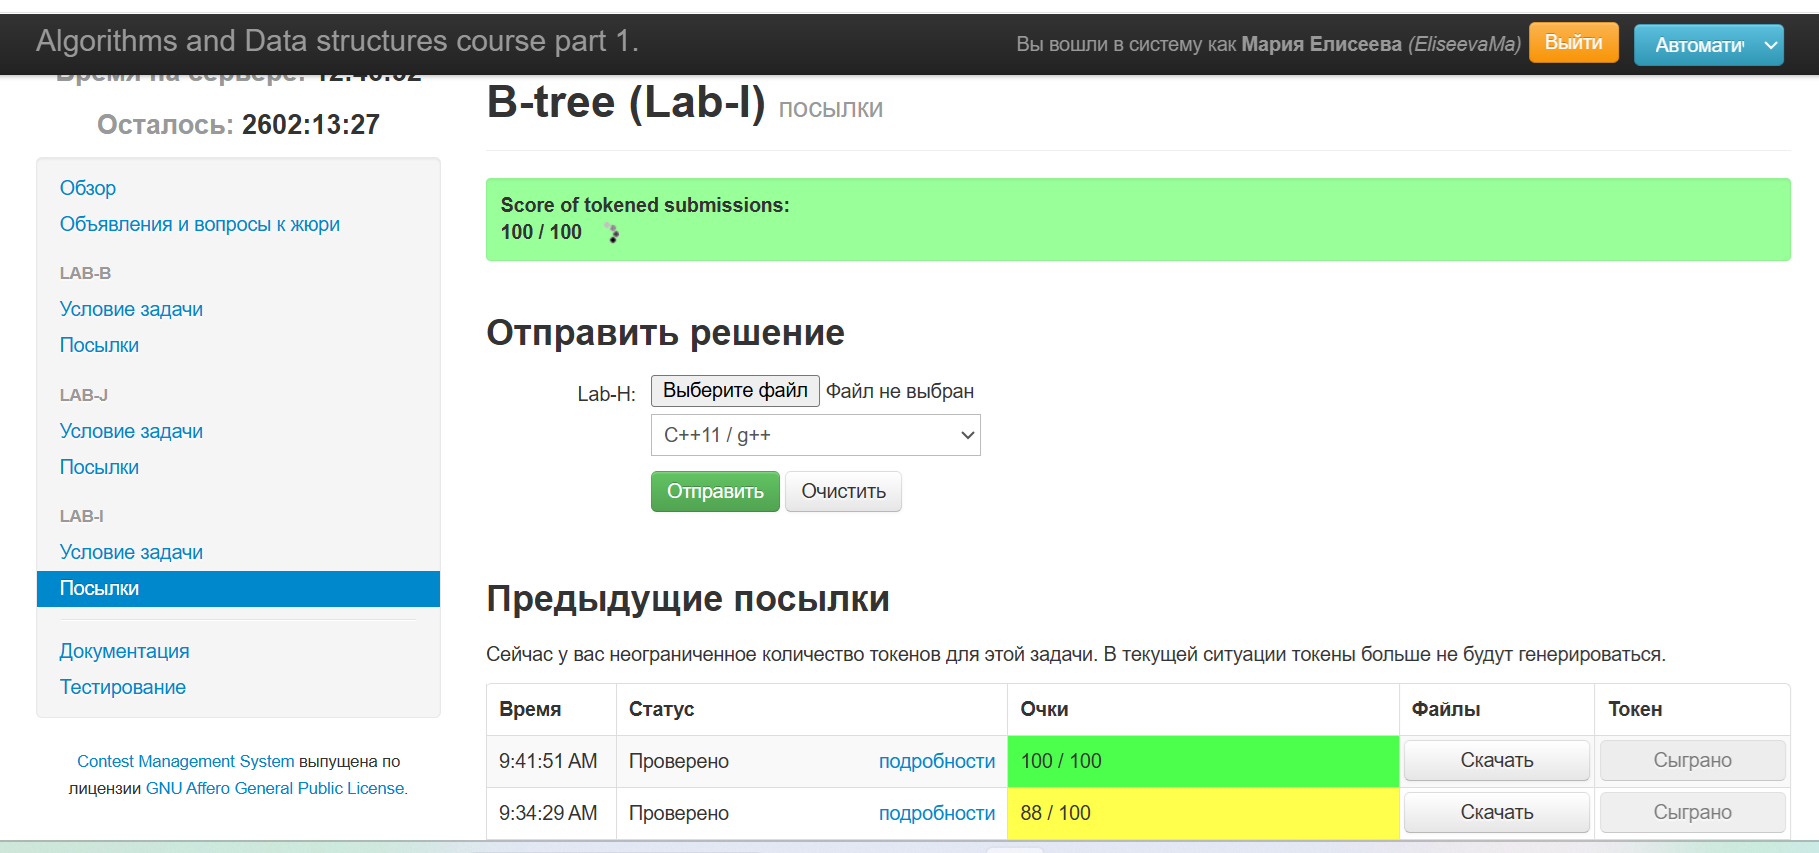 Algorithms and Data structures course part 1.
Вы вошли в систему как Мария Елисеева (EliseevaMa)
Выйти
Автомати
Время на сервере:
Осталось: 2602:13:27
Обзор
Объявления и вопросы к жюри
LAB-B
Условие задачи
Посылки
LAB-J
Условие задачи
Посылки
LAB-I
Условие задачи
Посылки
Документация
Тестирование
Contest Management System выпущена по
лицензии GNU Affero General Public License.
B-tree (Lab-I) посылки
Score of tokened submissions:
100 / 100
Отправить решение
Lab-H: Выберите файл Файл не выбран
C++11 / g++
Отправить Очистить
Предыдущие посылки
Сейчас у вас неограниченное количество токенов для этой задачи. В текущей ситуации токены больше не будут генерироваться.
Время Статус Очки Файлы Токен
9:41:51 AM Проверено подробности 100 / 100 Скачать Сыграно
9:34:29 AM Проверено подробности 88 / 100 Скачать Сыграно